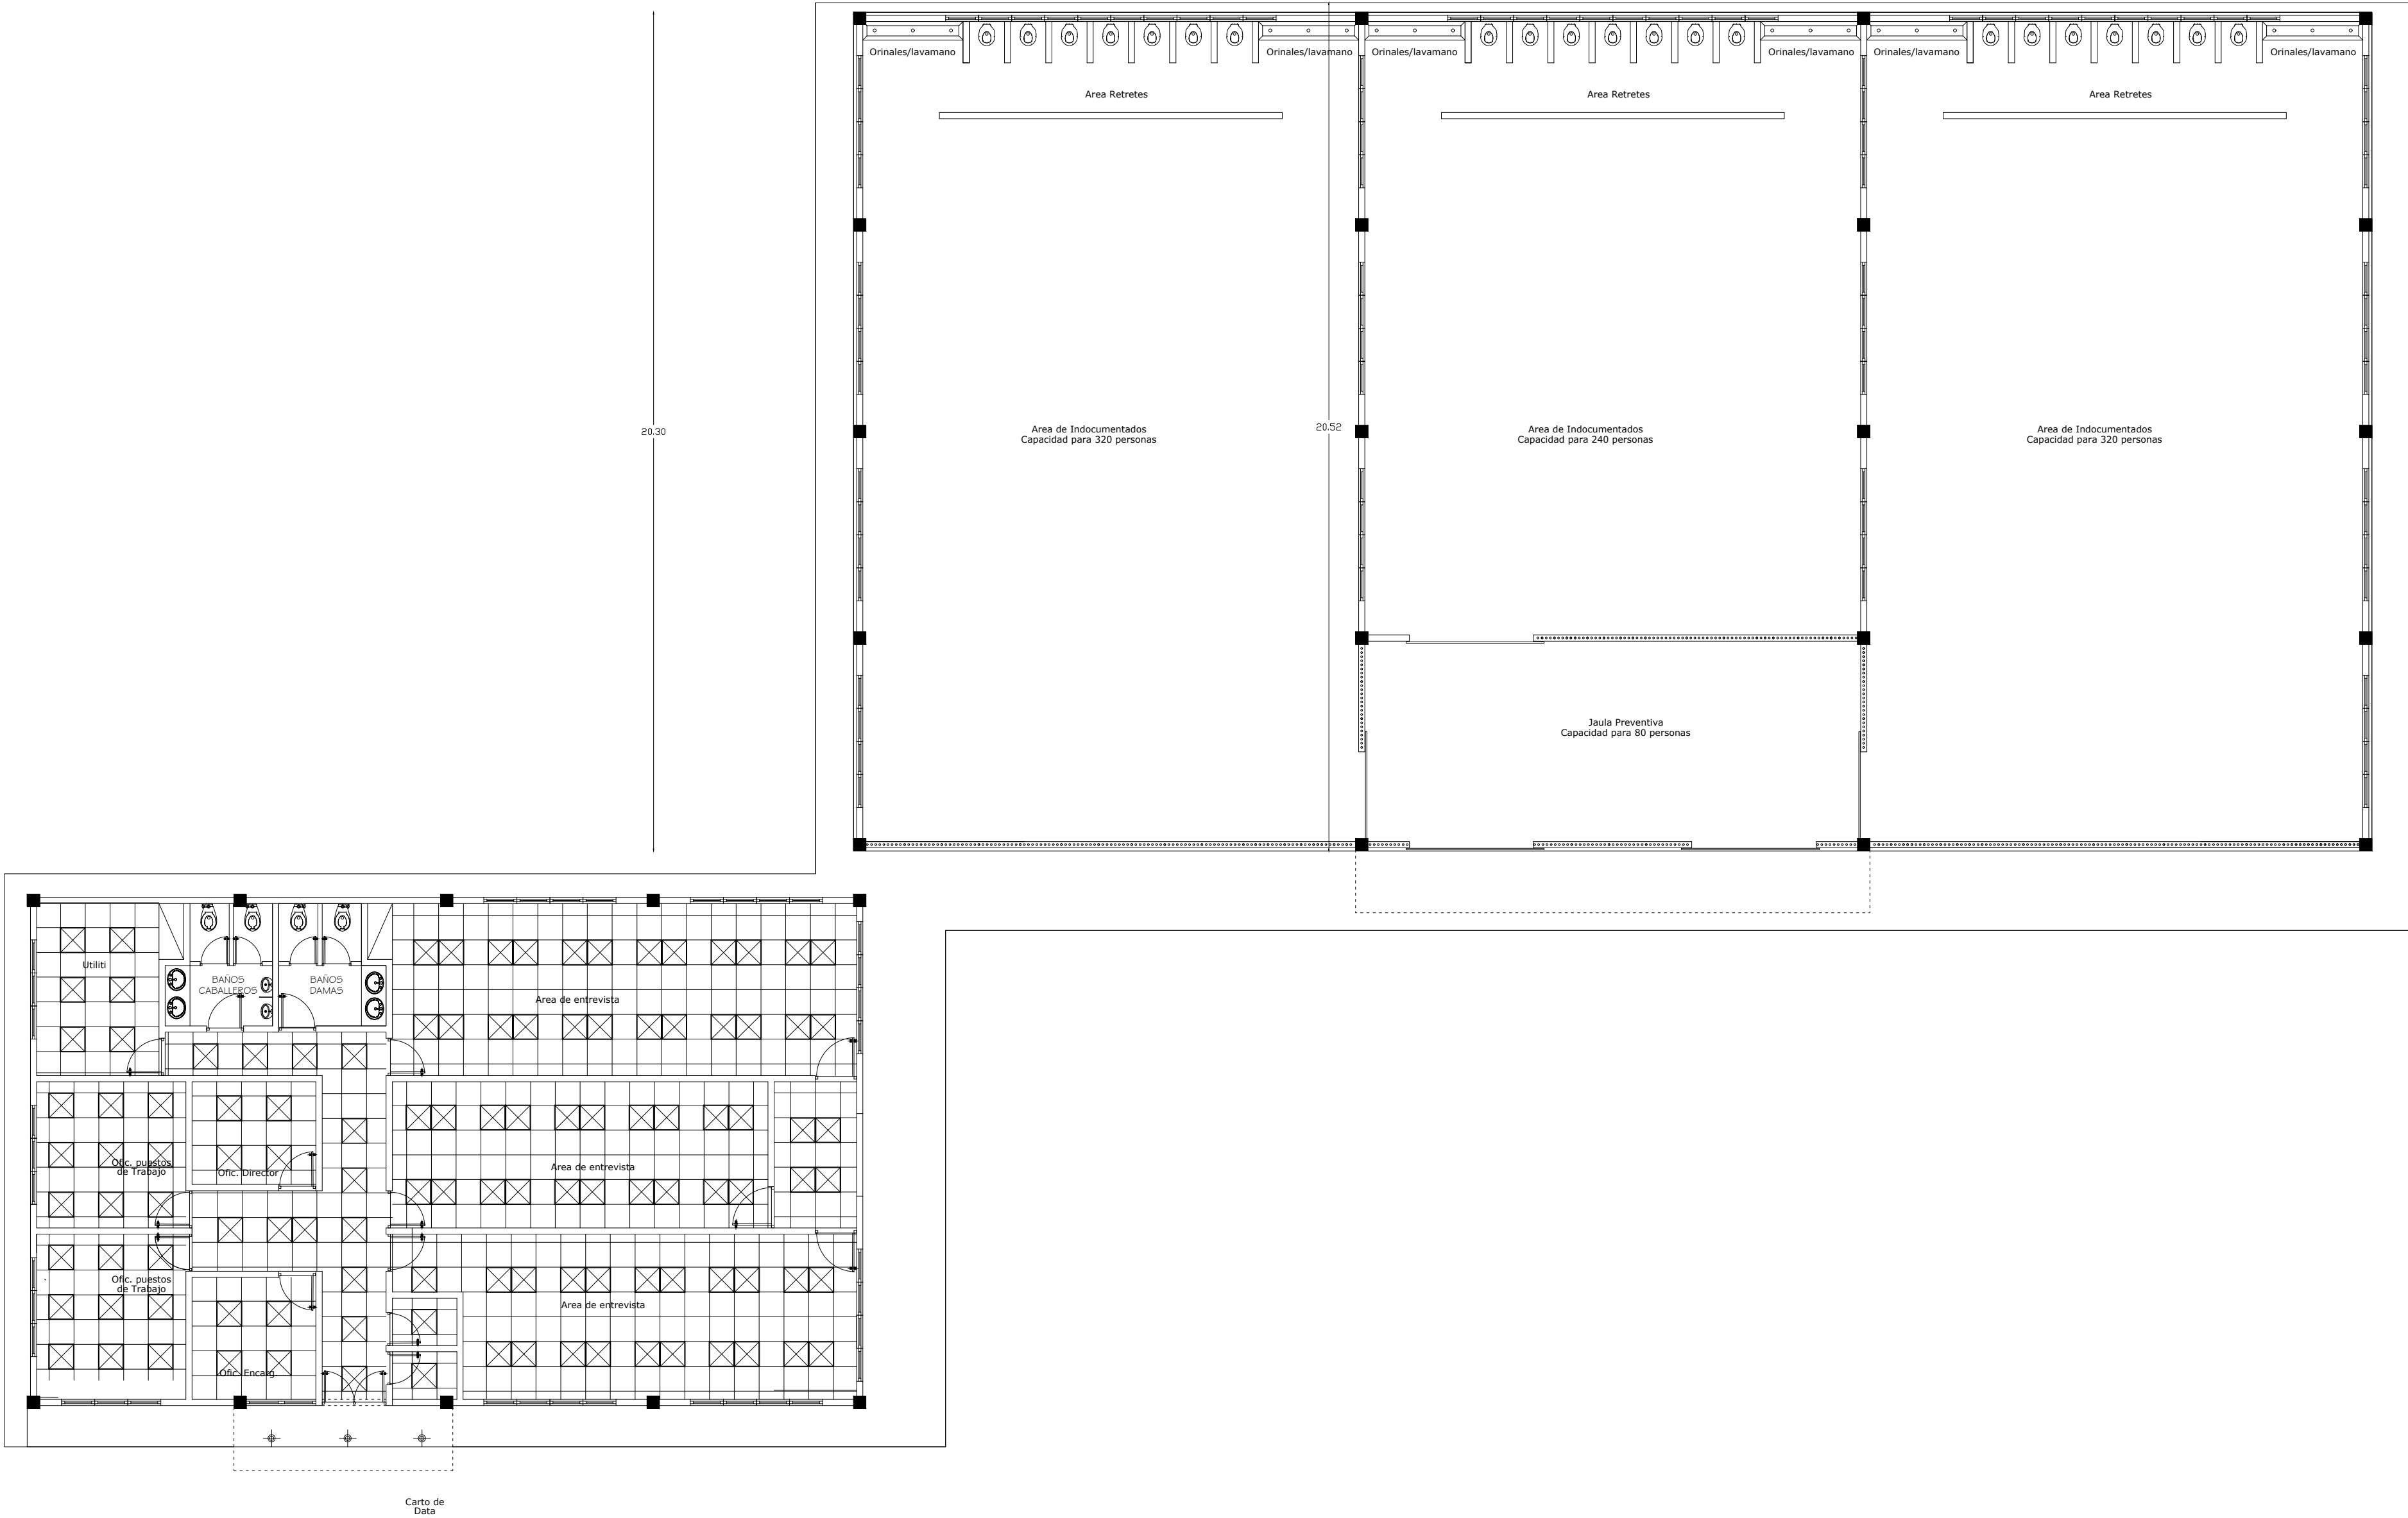 Orinales/lavamano
Orinales/lavamano
Orinales/lavamano
Orinales/lavamano
Orinales/lavamano
Orinales/lavamano
Area Retretes
Area Retretes
Area Retretes
20.30
Area de Indocumentados
Capacidad para 320 personas
20.52
Area de Indocumentados
Capacidad para 240 personas
Area de Indocumentados
Capacidad para 320 personas
Jaula Preventiva
Capacidad para 80 personas
Utiliti
BAÑOS
CABALLEROS
BAÑOS
DAMAS
Area de entrevista
Ofic. puestos
de Trabajo
Ofic. Director
Area de entrevista
Ofic. puestos
de Trabajo
Area de entrevista
Ofic. Encarg.
Carto de
Data